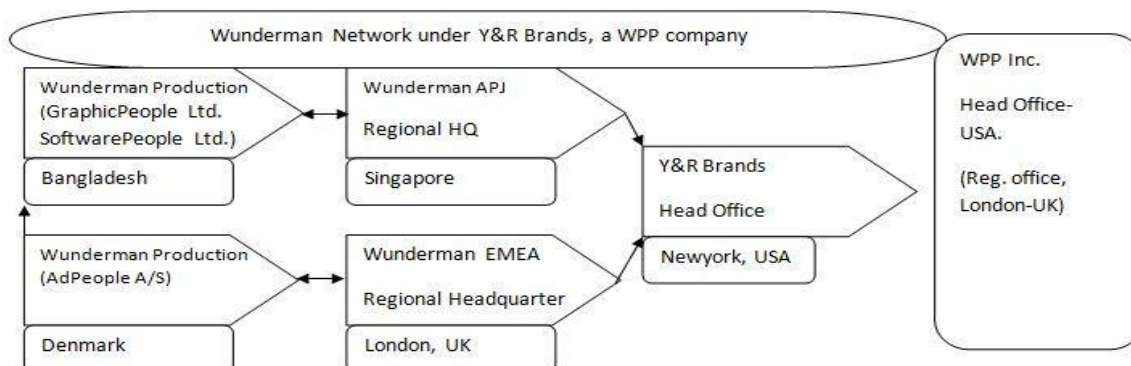 Wunderman Network under Y&R Brands, a WPP company
Wunderman Production
(GraphicPeople Ltd.
SoftwarePeople Ltd.)
Bangladesh
Wunderman APJ
Regional HQ
Singapore
Wunderman Production
(AdPeople A/S)
Denmark
Wunderman EMEA
Regional Headquarter
London, UK
Y&R Brands
Head Office
Newyork, USA
WPP Inc.
Head Office-
USA.
(Reg. office,
London-UK)